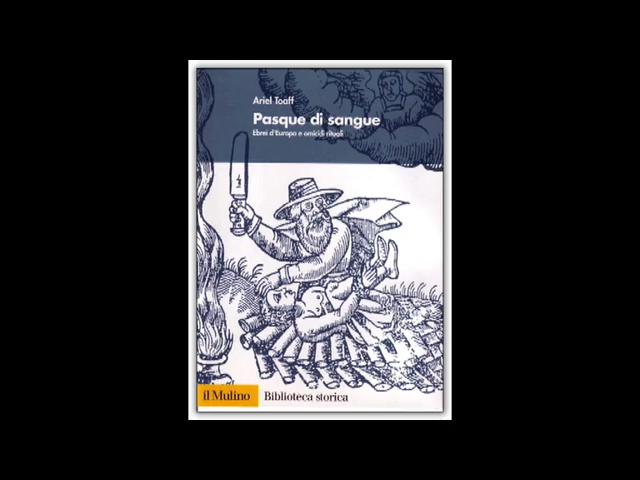 Ariel Toaff
Pasque di sangue
Ebrei d'Europa e omicidi rituali
il Mulino
Biblioteca storica